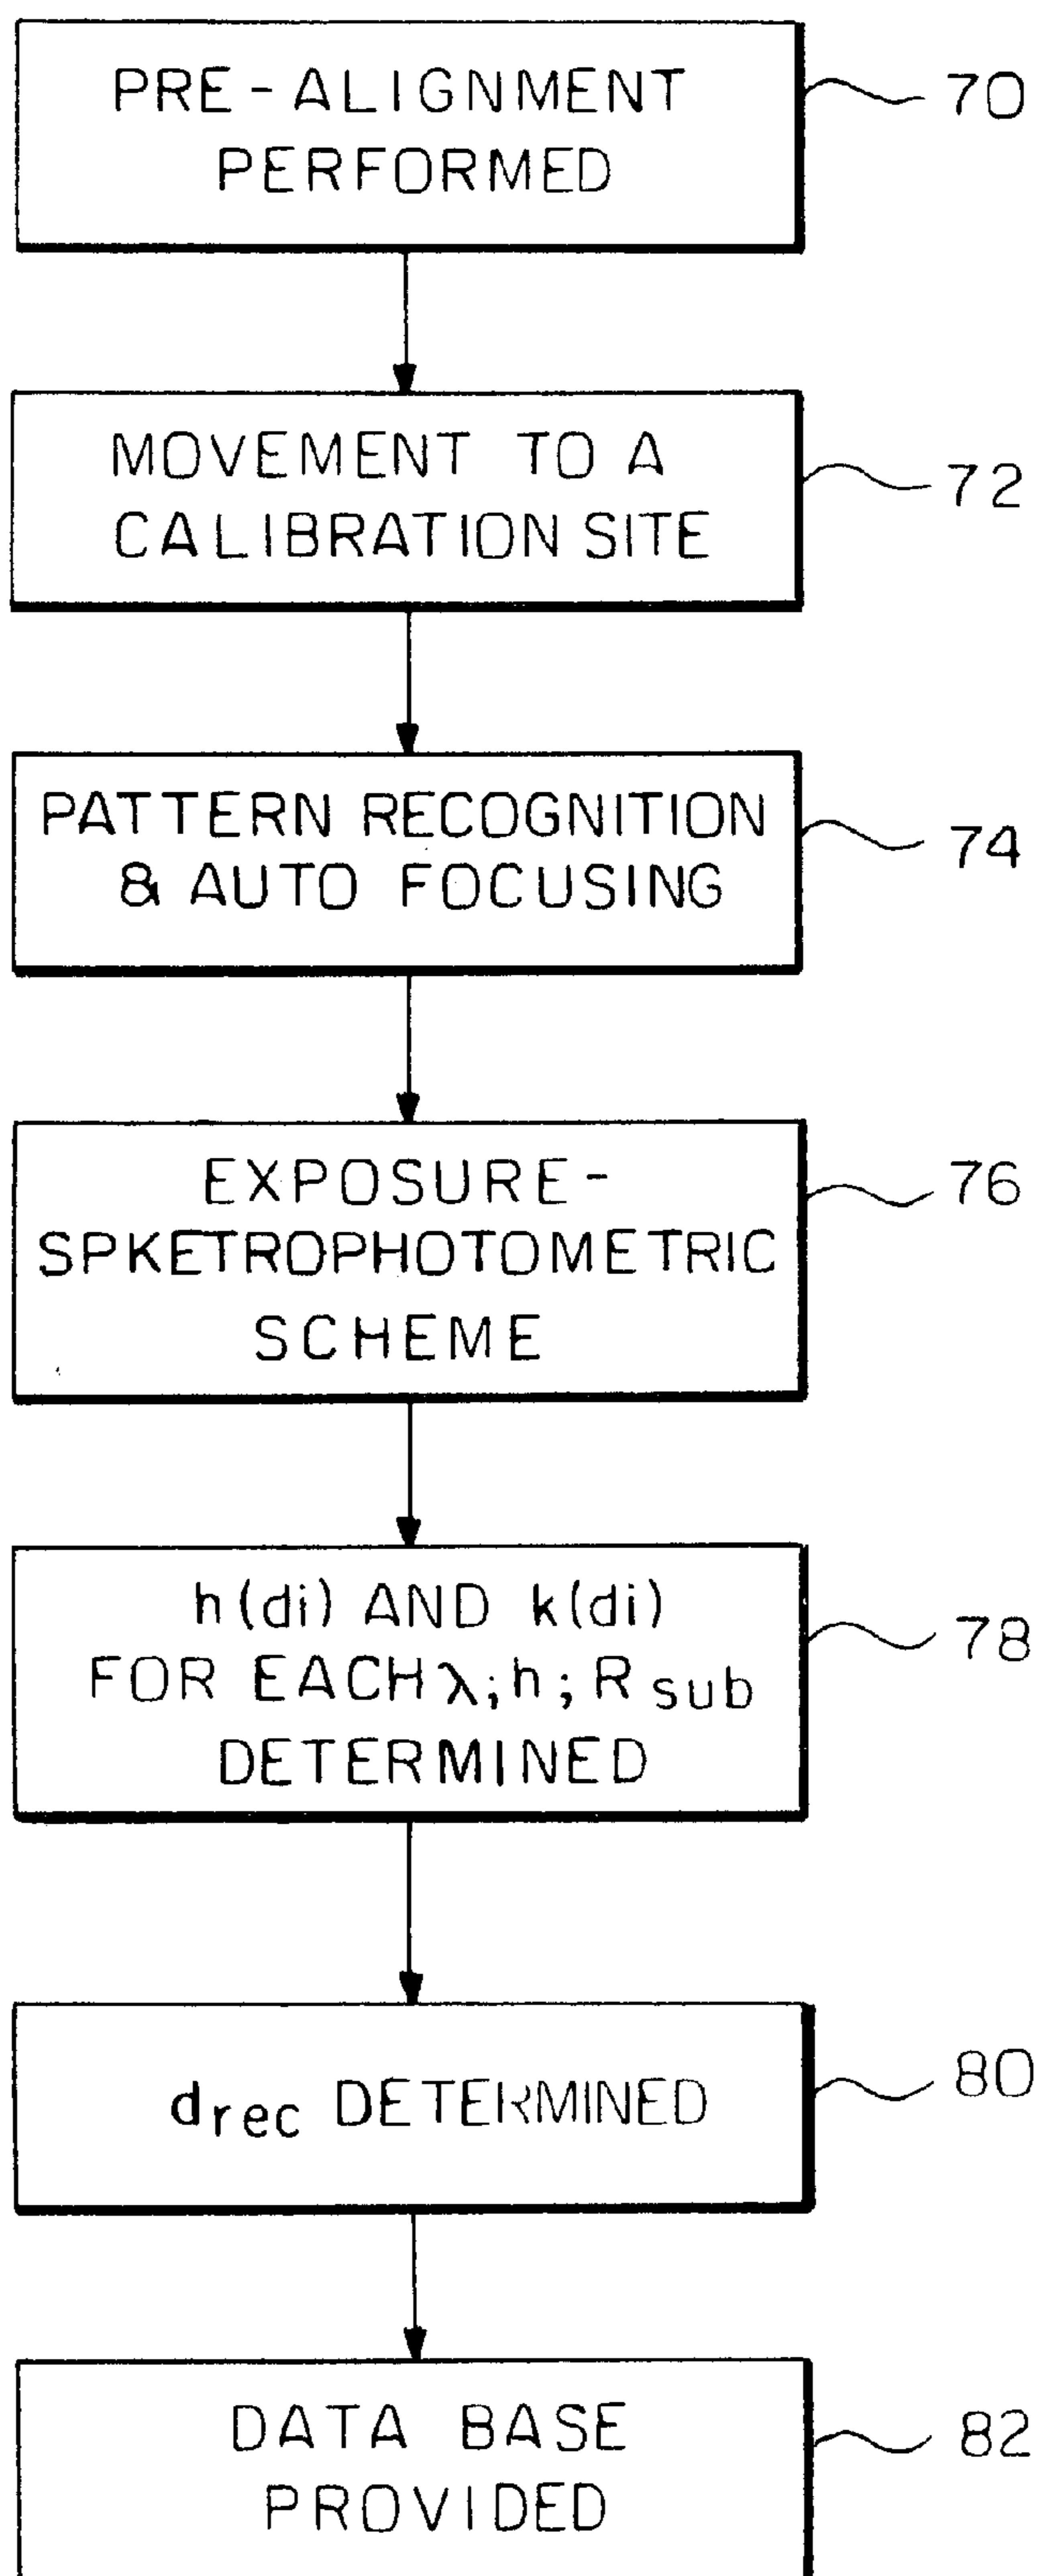 PRE-ALIGNMENT
PERFORMED
70
MOVEMENT TO A
CALIBRATION SITE
72
PATTERN RECOGNITION
& AUTO FOCUSING
74
EXPOSURE-
SPKETROPHOTOMETRIC
SCHEME
76
h(di) AND k(di)
FOR EACH λ; h; Rsub
DETERMINED
78
drec DETERMINED
80
DATA BASE
PROVIDED
82